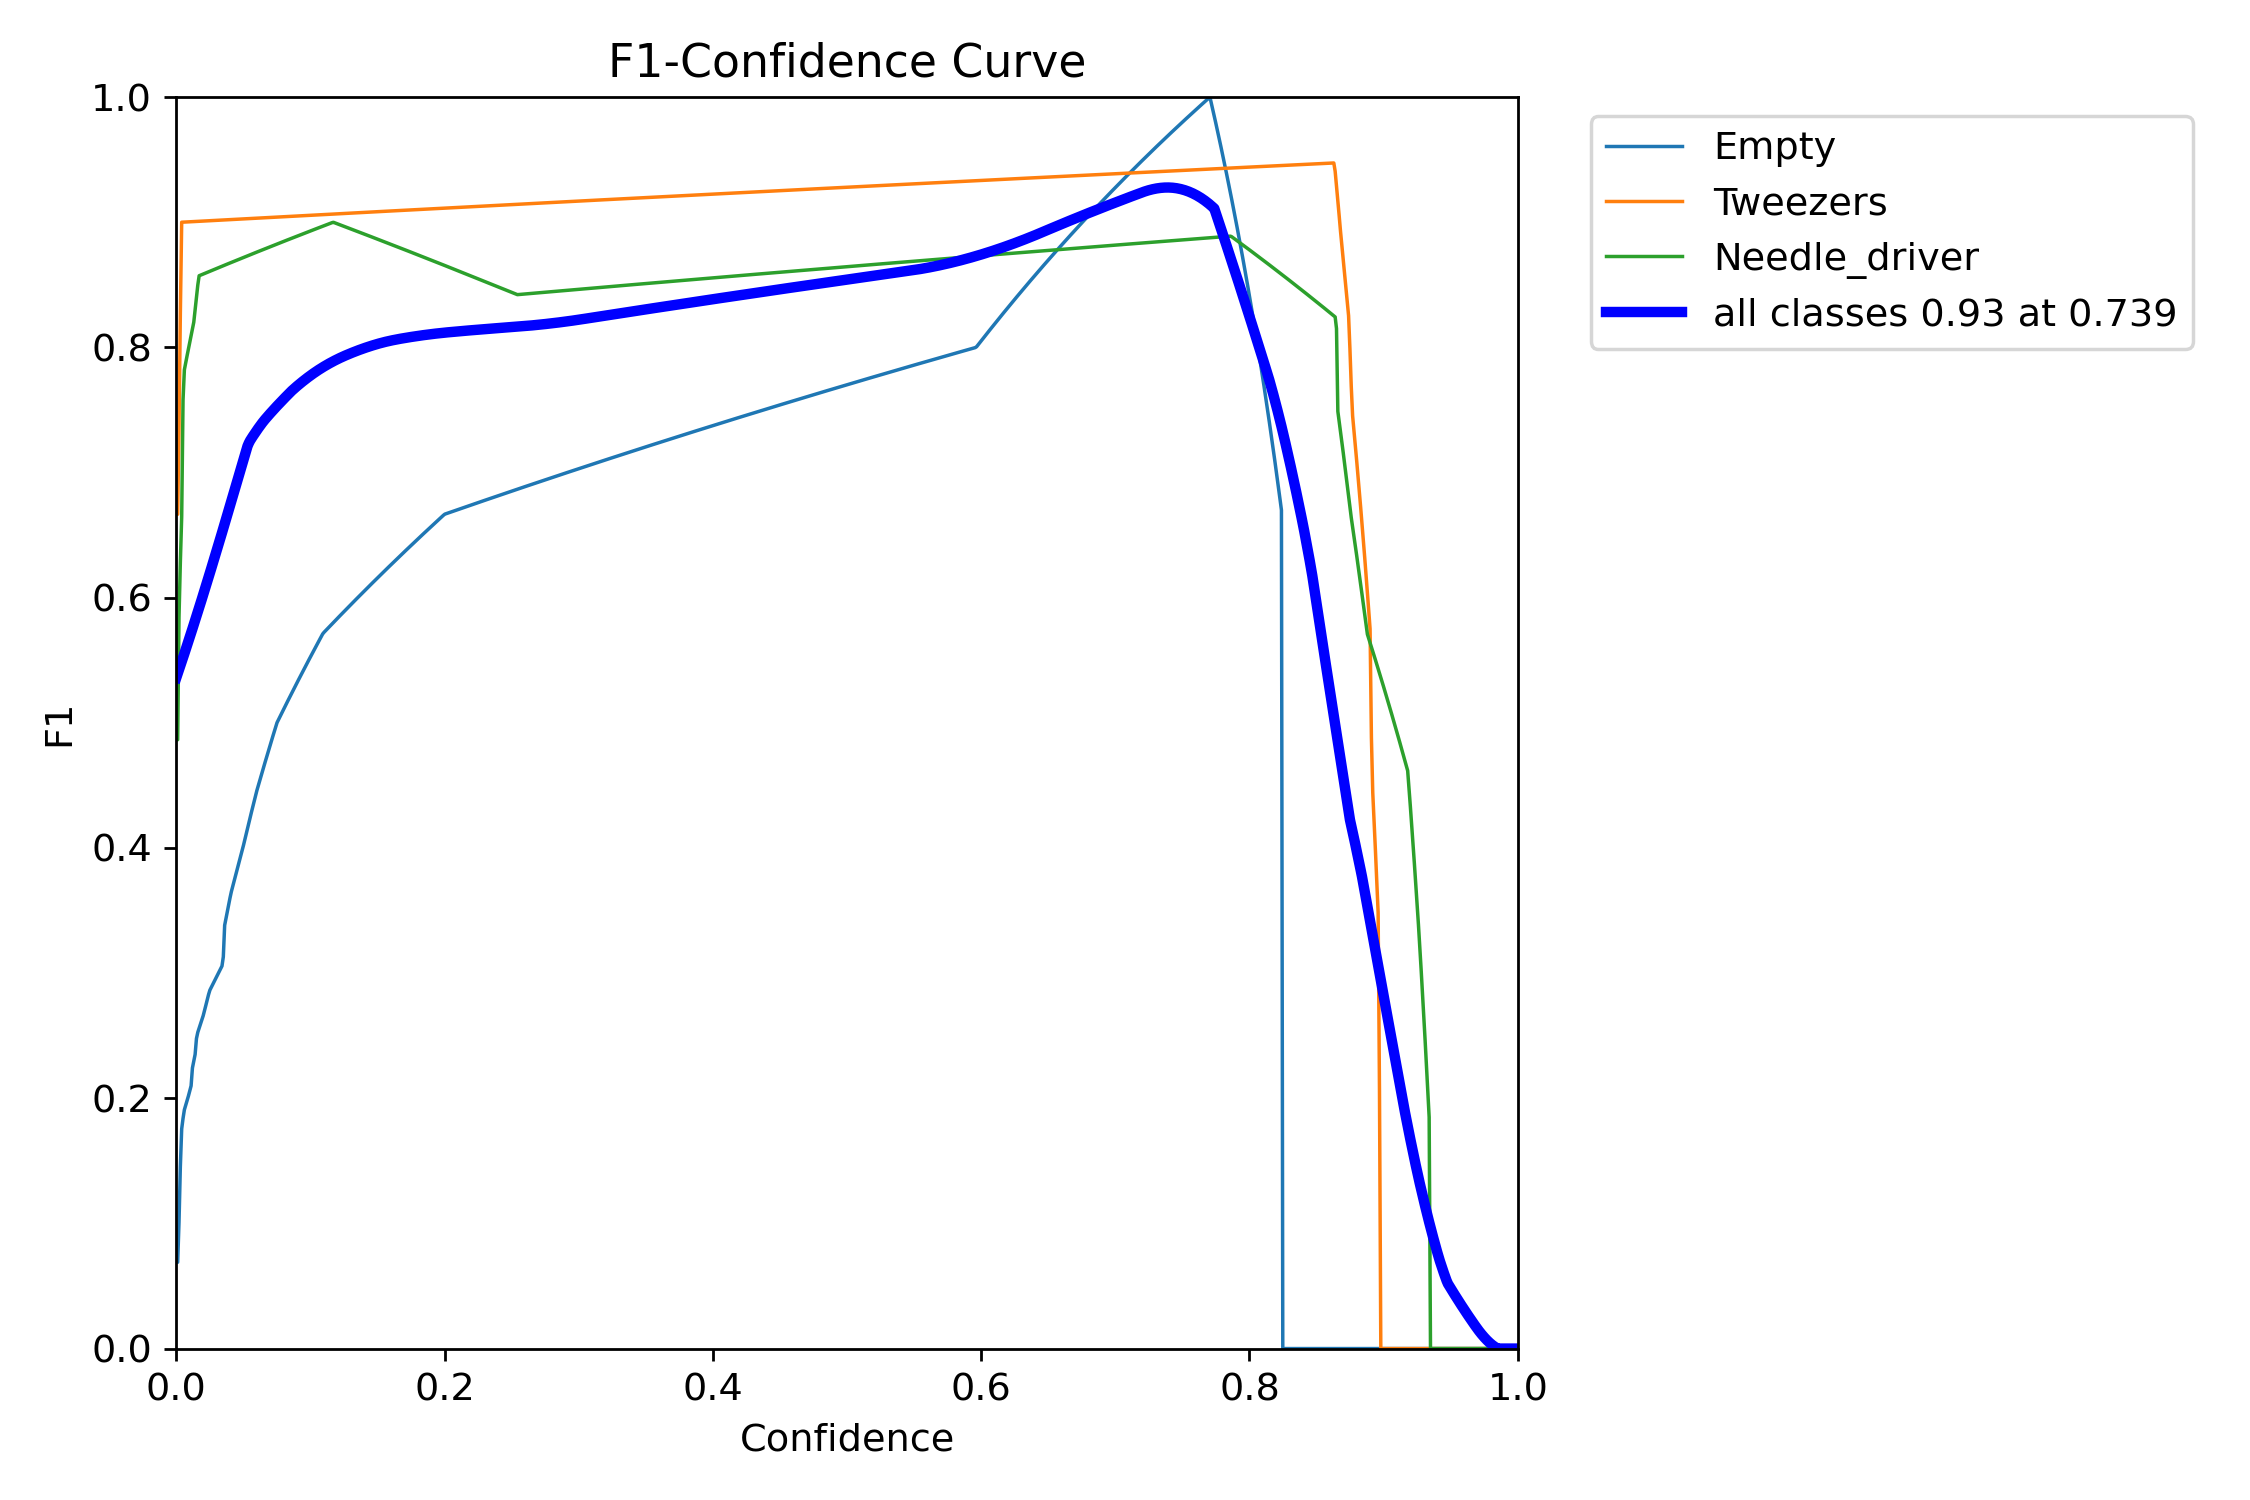 F1-Confidence Curve
1.0
0.8
0.6
0.4
0.2
0.0
F1
0.0 0.2 0.4 0.6 0.8 1.0
Confidence
Empty
Tweezers
Needle_driver
all classes 0.93 at 0.739